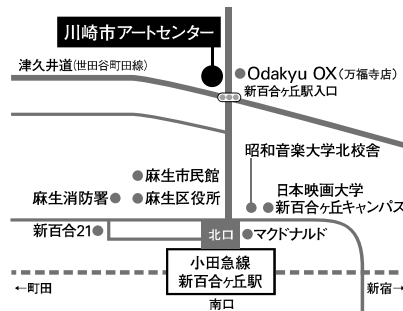 川崎市アートセンター
津久井道(世田谷町田線)
Odakyu OX(万福寺店)
新百合ヶ丘駅入口
昭和音楽大学北校舎
麻生市民館
日本映画大学
麻生消防署
麻生区役所
新百合ヶ丘キャンパス
新百合21
北口
マクドナルド
小田急線
新百合ヶ丘駅
←町田
新宿→
南口